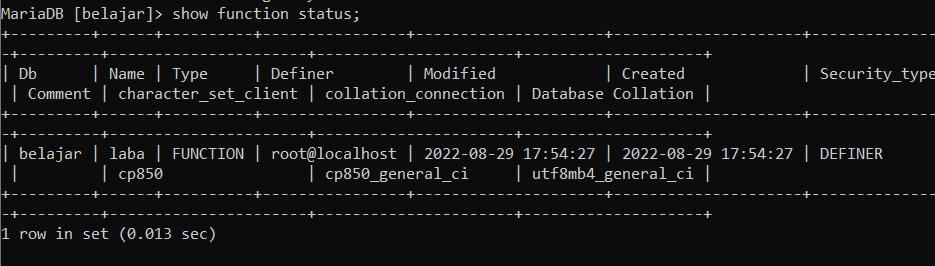 MariaDB [belajar]> show function status;
+---------+------+----------+----------------+---------------------+---------------------+-------------
-+---------+----------------------+----------------------+--------------------+
| Db      | Name | Type     | Definer        | Modified            | Created             | Security_type
 | Comment | character_set_client | collation_connection | Database Collation |
+---------+------+----------+----------------+---------------------+---------------------+-------------
-+---------+----------------------+----------------------+--------------------+
| belajar | laba | FUNCTION | root@localhost | 2022-08-29 17:54:27 | 2022-08-29 17:54:27 | DEFINER
 |         | cp850                | cp850_general_ci     | utf8mb4_general_ci |
+---------+------+----------+----------------+---------------------+---------------------+-------------
-+---------+----------------------+----------------------+--------------------+
1 row in set (0.013 sec)